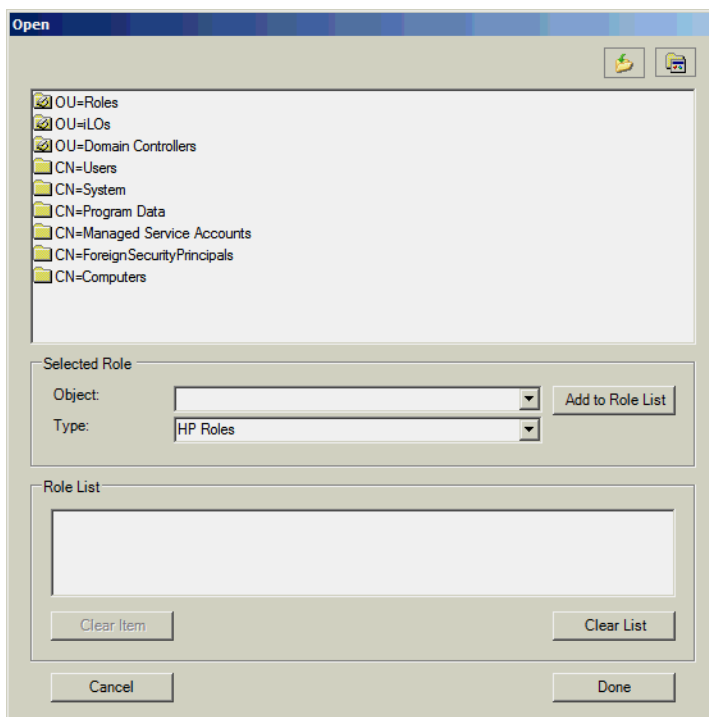 Open
OU=Roles
OU=iLOs
OU=Domain Controllers
CN=Users
CN=System
CN=Program Data
CN=Managed Service Accounts
CN=ForeignSecurityPrincipals
CN=Computers
Selected Role
Object:
Add to Role List
Type:
HP Roles
Role List
Clear Item
Clear List
Cancel
Done